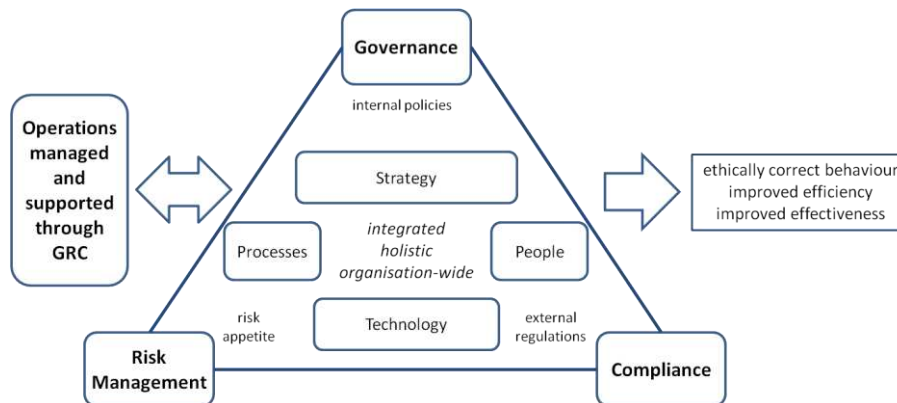 Governance
internal policies
Operations
managed
and
supported
through
GRC
Strategy
ethically correct behaviour
improved efficiency
improved effectiveness
Processes
integrated
holistic
organisation-wide
People
risk
appetite
Technology
external
regulations
Risk
Management
Compliance